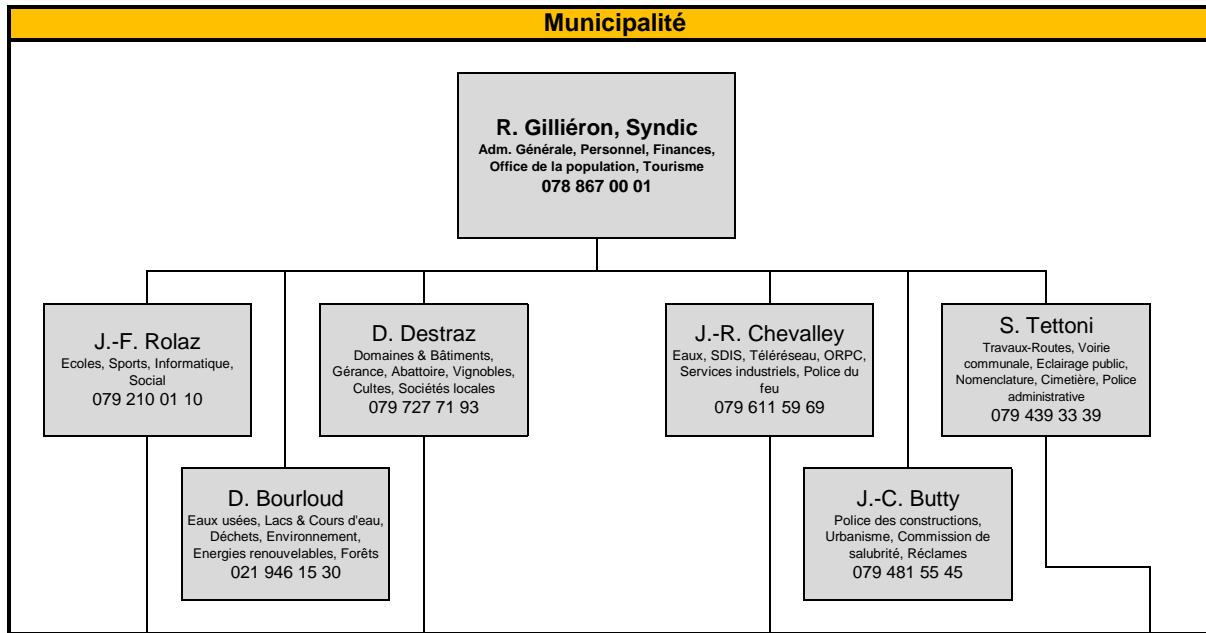 Municipalité
R. Gilliéron, Syndic
Adm. Générale, Personnel, Finances,
Office de la population, Tourisme
078 867 00 01
J.-F. Rolaz
Ecoles, Sports, Informatique,
Social
079 210 01 10
D. Destraz
Domaines & Bâtiments,
Gérance, Abattoire, Vignobles,
Cultes, Sociétés locales
079 727 71 93
J.-R. Chevalley
Eaux, SDIS, Téléréseau, ORPC,
Services industriels, Police du
feu
079 611 59 69
S. Tettoni
Travaux-Routes, Voirie
communale, Eclairage public,
Nomenclature, Cimetière, Police
administrative
079 439 33 39
D. Bourloud
Eaux usées, Lacs & Cours d'eau,
Déchets, Environnement,
Energies renouvelables, Forêts
021 946 15 30
J.-C. Butty
Police des constructions,
Urbanisme, Commission de
salubrité, Réclames
079 481 55 45